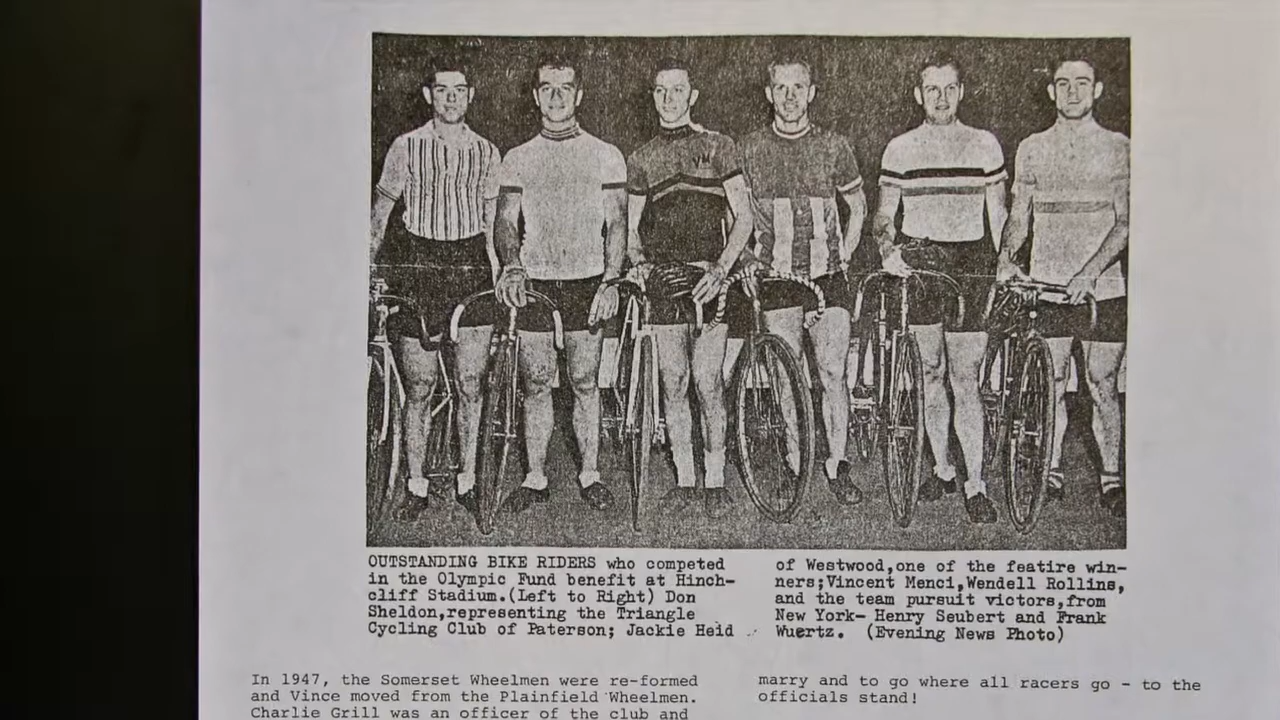 VM
OUTSTANDING BIKE RIDERS who competed
in the Olympic Fund benefit at Hinch-
cliff Stadium.(Left to Right) Don
Sheldon,representing the Triangle
Cycling Club of Paterson; Jackie Heid
of Westwood,one of the featire win-
ners;Vincent Menci,Wendell Rollins,
and the team pursuit victors,from
New York- Henry Seubert and Frank
Wuertz. (Evening News Photo)
In 1947, the Somerset Wheelmen were re-formed
and Vince moved from the Plainfield Wheelmen.
Charlie Grill was an officer of the club and
marry and to go where all racers go - to the
officials stand!